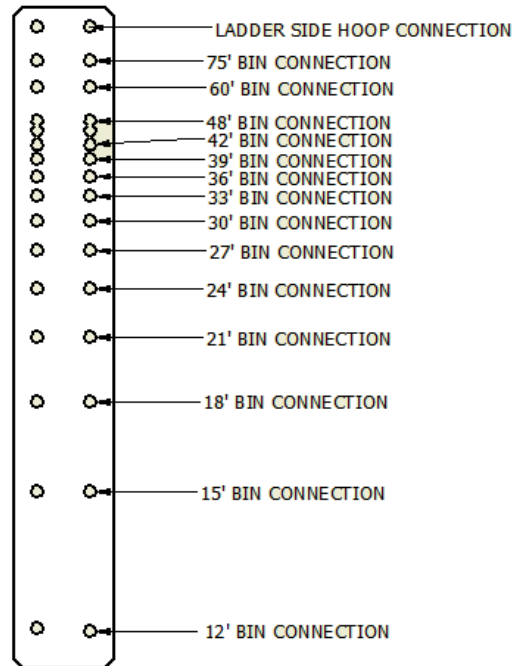 LADDER SIDE HOOP CONNECTION
75' BIN CONNECTION
60' BIN CONNECTION
48' BIN CONNECTION
42' BIN CONNECTION
39' BIN CONNECTION
36' BIN CONNECTION
33' BIN CONNECTION
30' BIN CONNECTION
27' BIN CONNECTION
24' BIN CONNECTION
21' BIN CONNECTION
18' BIN CONNECTION
15' BIN CONNECTION
12' BIN CONNECTION